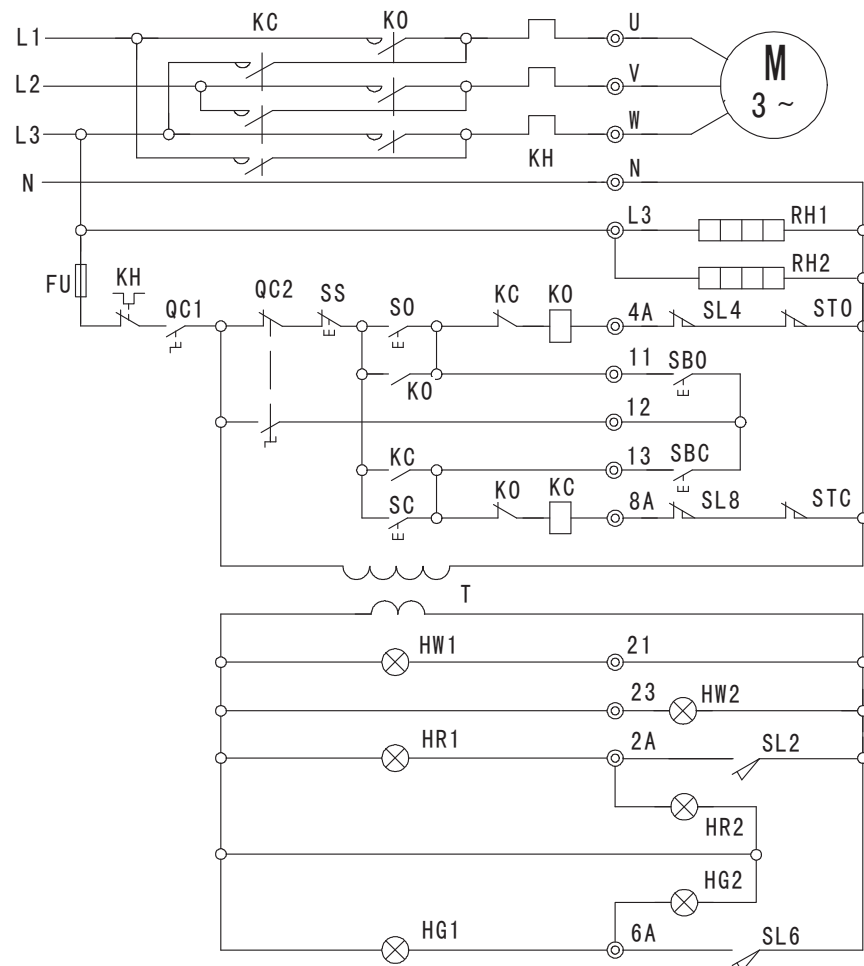 KC KO U
L1
M
3 ~
L2 V
L3 W
KH
N N
L3 RH1
FU KH RH2
QC1 QC2 SS SO KC KO 4A SL4 STO
KO 11 SBO
12
KC 13 SBC
SC KO KC 8A SL8 STC
T
HW1 21
23 HW2
HR1 2A SL2
HR2
HG2
HG1 6A SL6